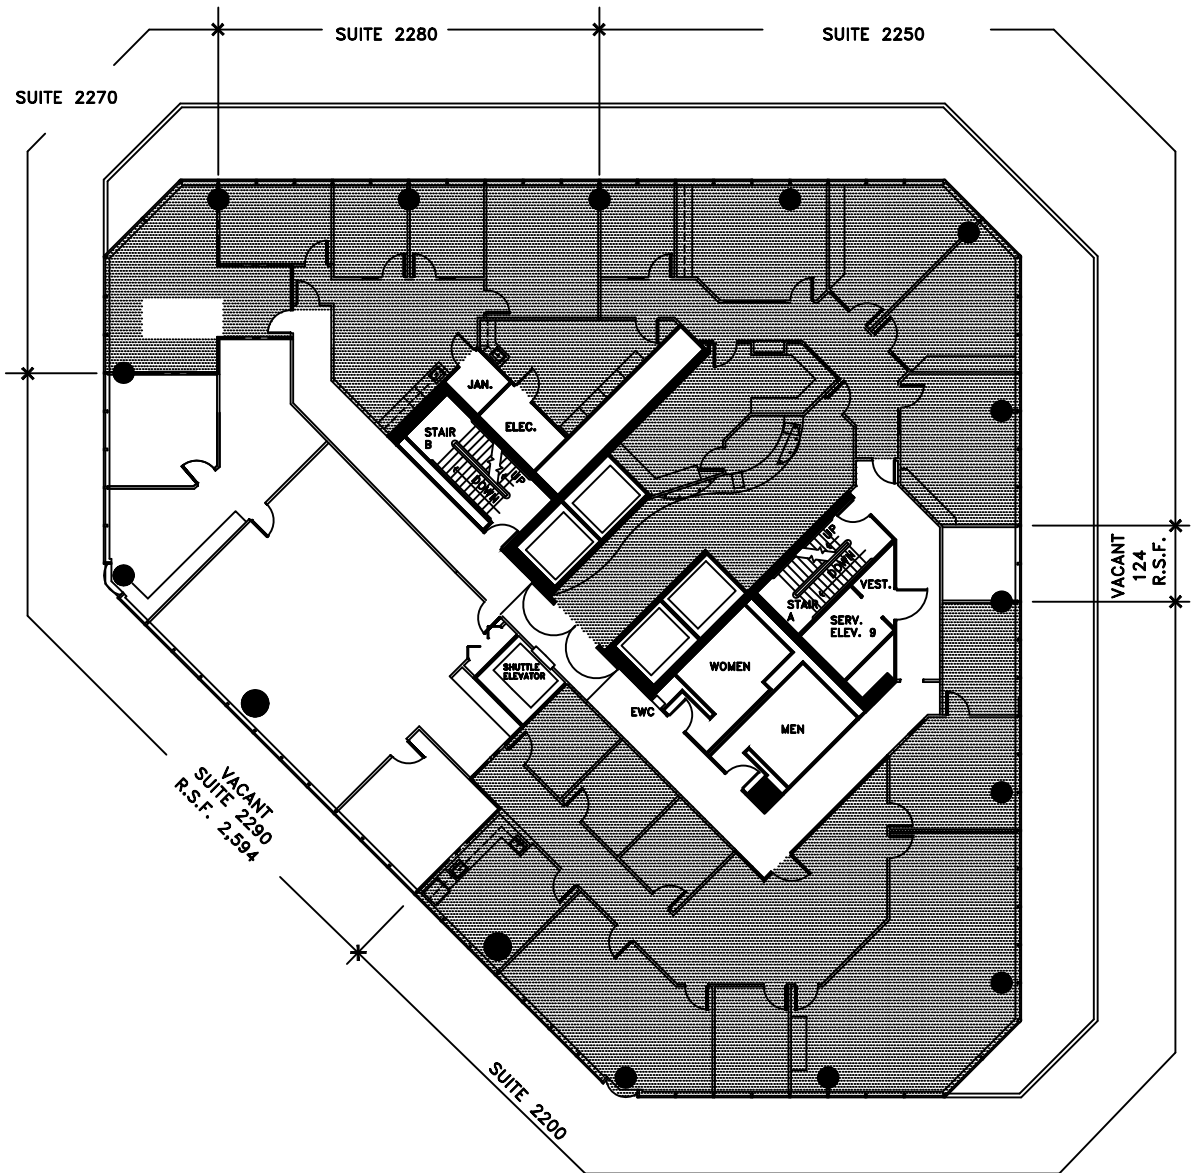 SUITE 2280
SUITE 2250
SUITE 2270
JAN.
ELEC.
STAIR
B
UP
DOWN
UP
DOWN
VEST.
STAIR
A
SERV.
ELEV. 9
VACANT
124
R.S.F.
SHUTTLE
ELEVATOR
WOMEN
EWC
MEN
VACANT
SUITE 2290
R.S.F. 2,594
SUITE 2200